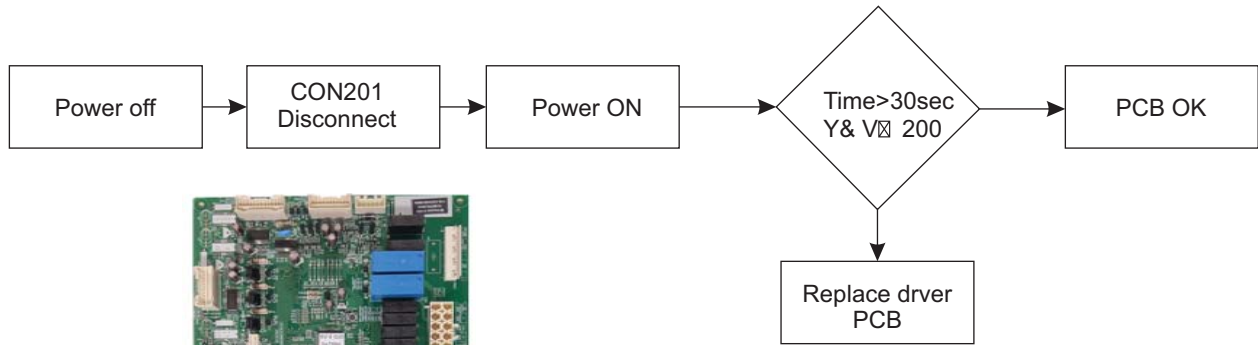 Power off
CON201
Disconnect
Power ON
Time>30sec
Y& V 200
PCB OK
Replace drver
PCB